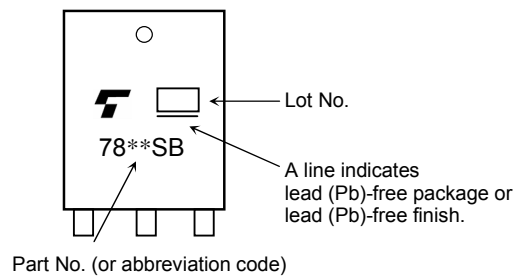 Lot No.
78**SB
A line indicates
lead (Pb)-free package or
lead (Pb)-free finish.
Part No. (or abbreviation code)